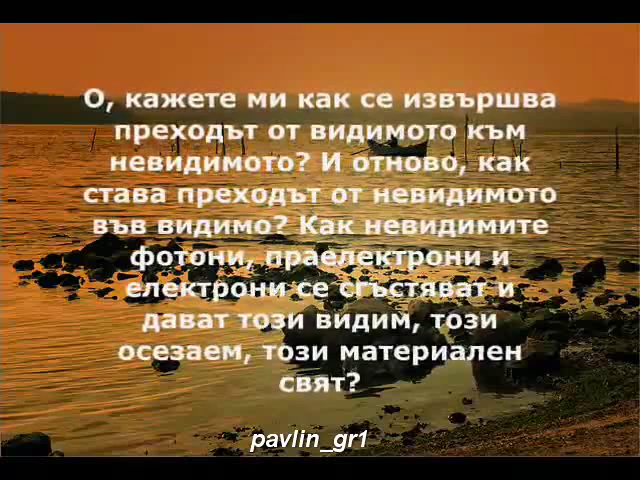 О, кажете ми как се извършва
преходът от видимото към
невидимото? И отново, как
става преходът от невидимото
във видимо? Как невидимите
фотони, праелектрони и
електрони се сгъстяват и
дават този видим, този
осезаем, този материален
свят?
pavlin_gr1